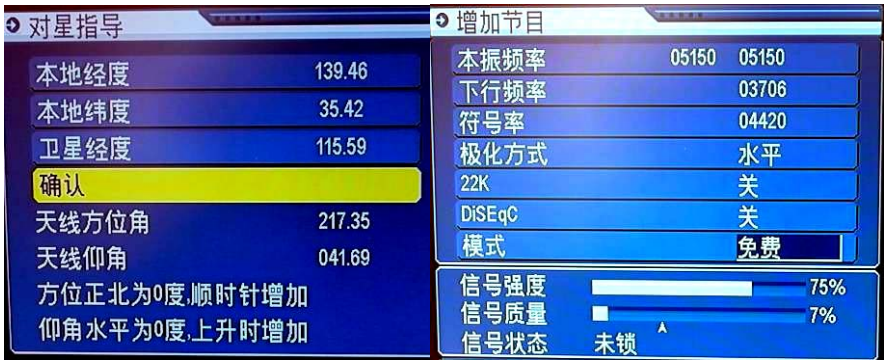 对星指导
本地经度 139.46
本地纬度 35.42
卫星经度 115.59
确认
天线方位角 217.35
天线仰角 041.69
方位正北为0度,顺时针增加
仰角水平为0度,上升时增加
增加节目
本振频率 05150 05150
下行频率 03706
符号率 04420
极化方式 水平
22K 关
DiSEqC 关
模式 免费
信号强度 75%
信号质量 7%
信号状态 未锁